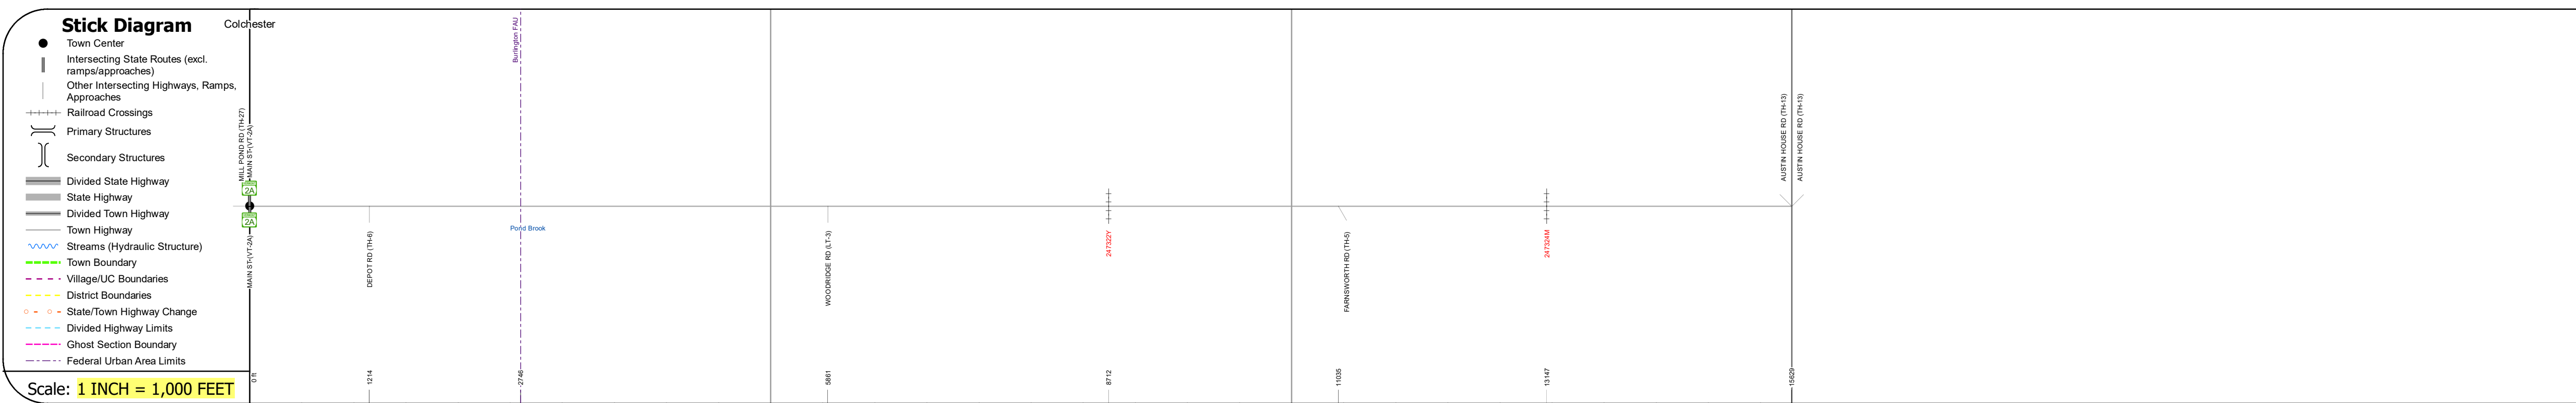 Stick Diagram
Town Center
Intersecting State Routes (excl.
ramps/approaches)
Other Intersecting Highways, Ramps,
Approaches
Railroad Crossings
Primary Structures
Secondary Structures
Divided State Highway
State Highway
Divided Town Highway
Town Highway
Streams (Hydraulic Structure)
Town Boundary
Village/UC Boundaries
District Boundaries
State/Town Highway Change
Divided Highway Limits
Ghost Section Boundary
Federal Urban Area Limits
Scale: 1 INCH = 1,000 FEET
Colchester
MILL POND RD (TH-27)
MAIN ST-(VT-2A)
2A
2A
MAIN ST-(VT-2A)
DEPOT RD (TH-6)
Burlington FAU
Pond Brook
WOODRIDGE RD (LT-3)
247322Y
FARNSWORTH RD (TH-5)
247324M
AUSTIN HOUSE RD (TH-13)
AUSTIN HOUSE RD (TH-13)
0 ft
1214
2746
5861
8712
11035
13147
15629